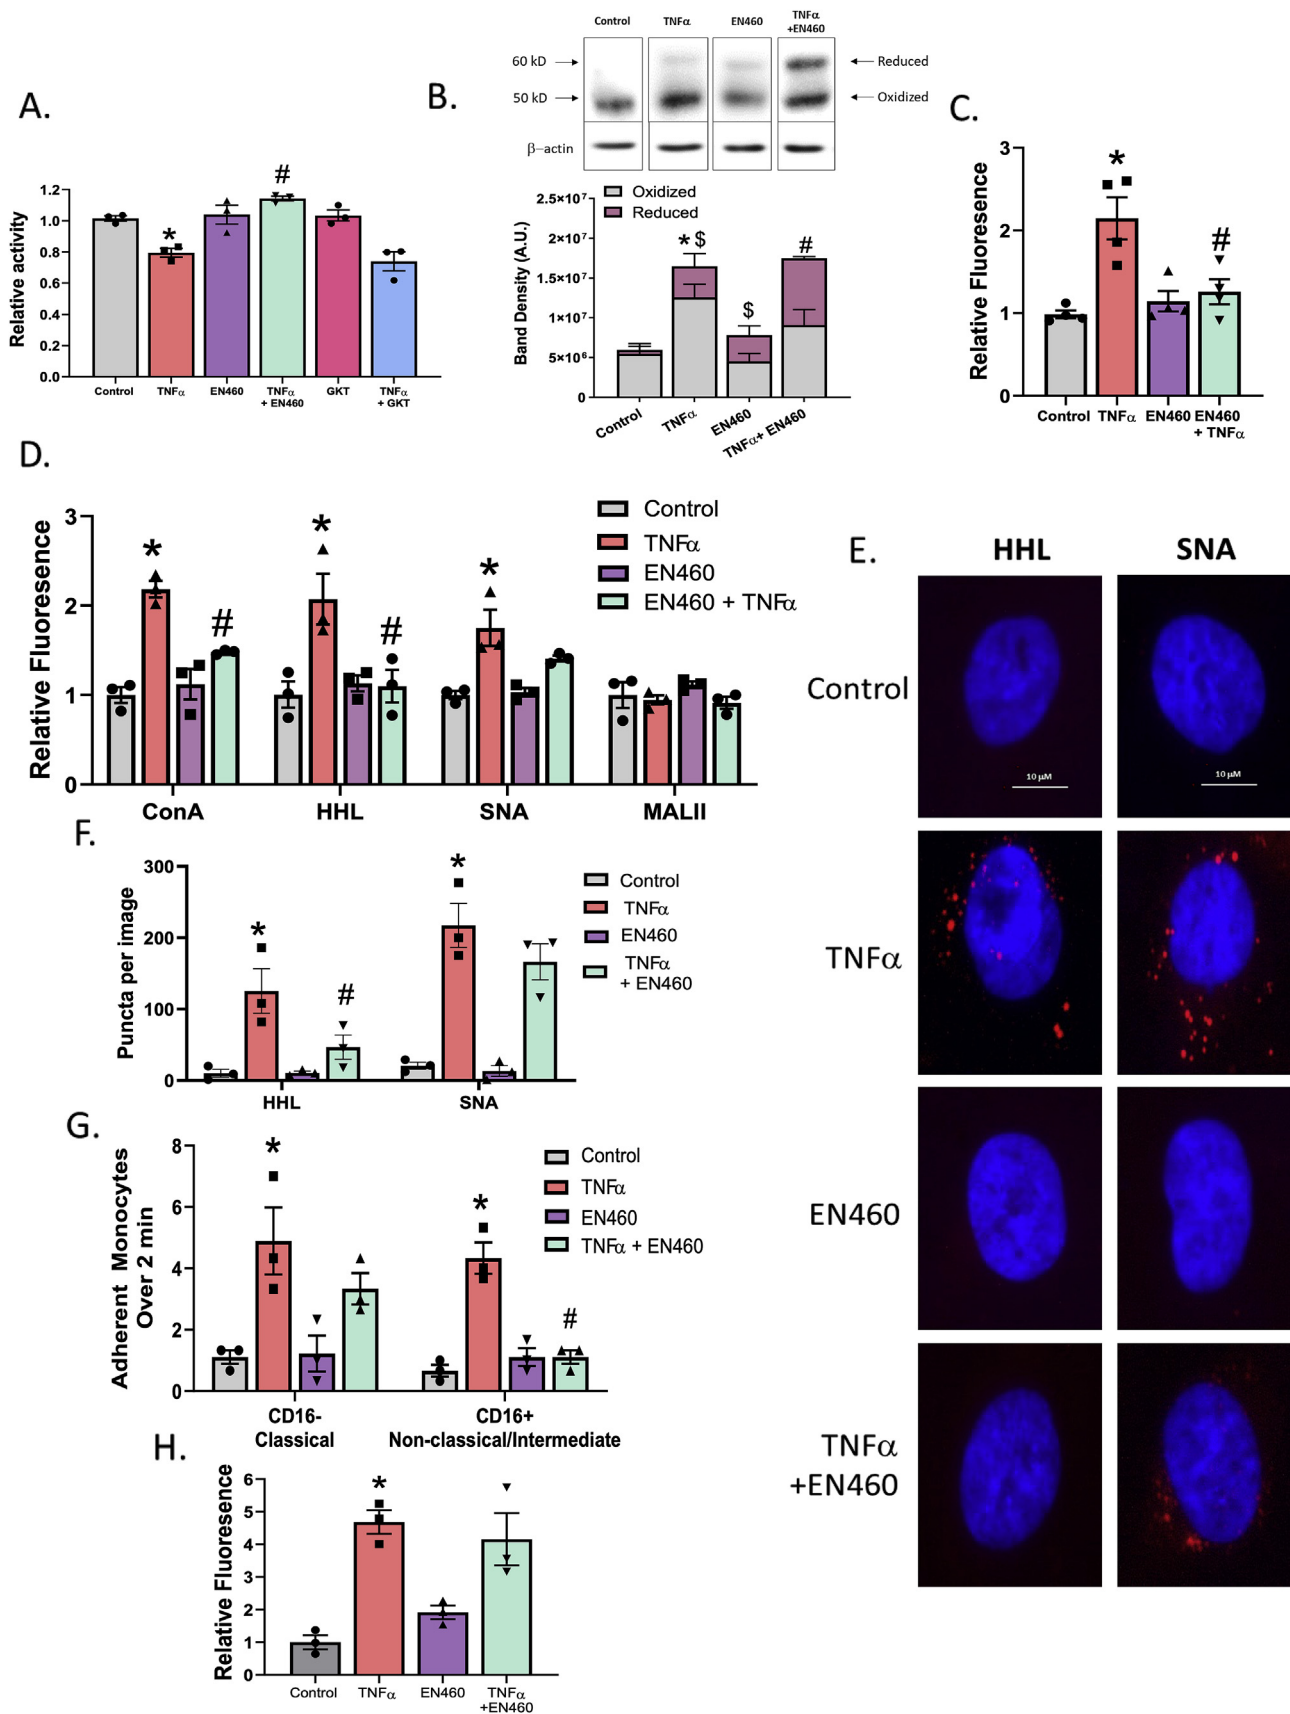 A.
Relative activity
1.2
1.0
0.8
0.6
0.4
0.2
0.0
Control
TNFα
EN460
TNFα
+ EN460
GKT
TNFα
+ GKT
*
#
B.
Control
TNFα
EN460
TNFα
+EN460
60 kD
50 kD
β–actin
Reduced
Oxidized
Oxidized
Reduced
Band Density (A.U.)
2.5×10⁷
2×10⁷
1.5×10⁷
1×10⁷
5×10⁶
0
* $
$
#
Control
TNFα
EN460
TNFα+ EN460
C.
Relative Fluoresence
3
2
1
0
*
#
Control
TNFα
EN460
EN460
+ TNFα
D.
Relative Fluoresence
3
2
1
0
*
#
*
#
*
Control
TNFα
EN460
EN460 + TNFα
ConA
HHL
SNA
MALII
E.
HHL
SNA
Control
10 µM
10 µM
TNFα
EN460
TNFα
+EN460
F.
Puncta per image
300
200
100
0
*
#
*
Control
TNFα
EN460
TNFα
+ EN460
HHL
SNA
G.
Adherent Monocytes
Over 2 min
8
6
4
2
0
*
*
#
Control
TNFα
EN460
TNFα + EN460
CD16-
Classical
CD16+
Non-classical/Intermediate
H.
Relative Fluoresence
6
5
4
3
2
1
0
*
Control
TNFα
EN460
TNFα
+EN460